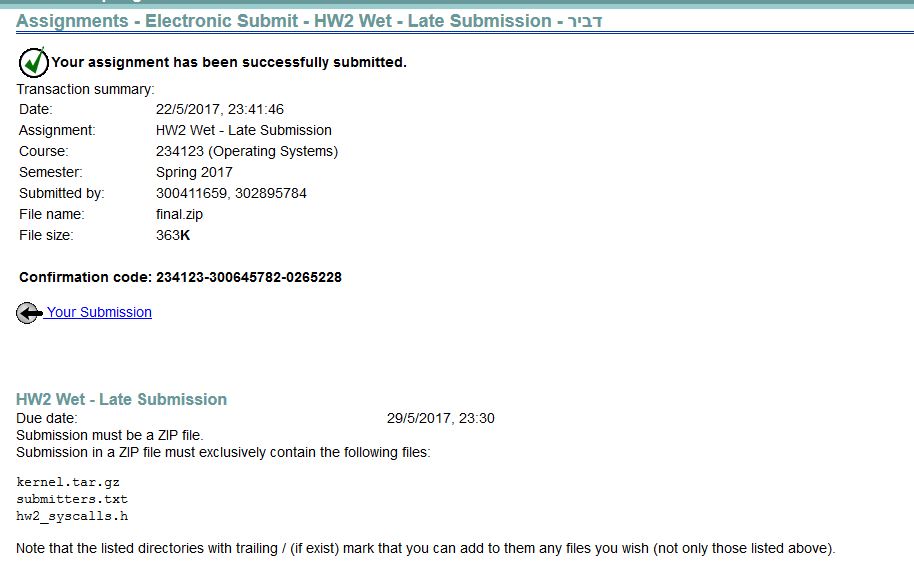 Assignments - Electronic Submit - HW2 Wet - Late Submission - דביר
Your assignment has been successfully submitted.
Transaction summary:
Date: 22/5/2017, 23:41:46
Assignment: HW2 Wet - Late Submission
Course: 234123 (Operating Systems)
Semester: Spring 2017
Submitted by: 300411659, 302895784
File name: final.zip
File size: 363K
Confirmation code: 234123-300645782-0265228
Your Submission
HW2 Wet - Late Submission
Due date: 29/5/2017, 23:30
Submission must be a ZIP file.
Submission in a ZIP file must exclusively contain the following files:
kernel.tar.gz
submitters.txt
hw2_syscalls.h
Note that the listed directories with trailing / (if exist) mark that you can add to them any files you wish (not only those listed above).